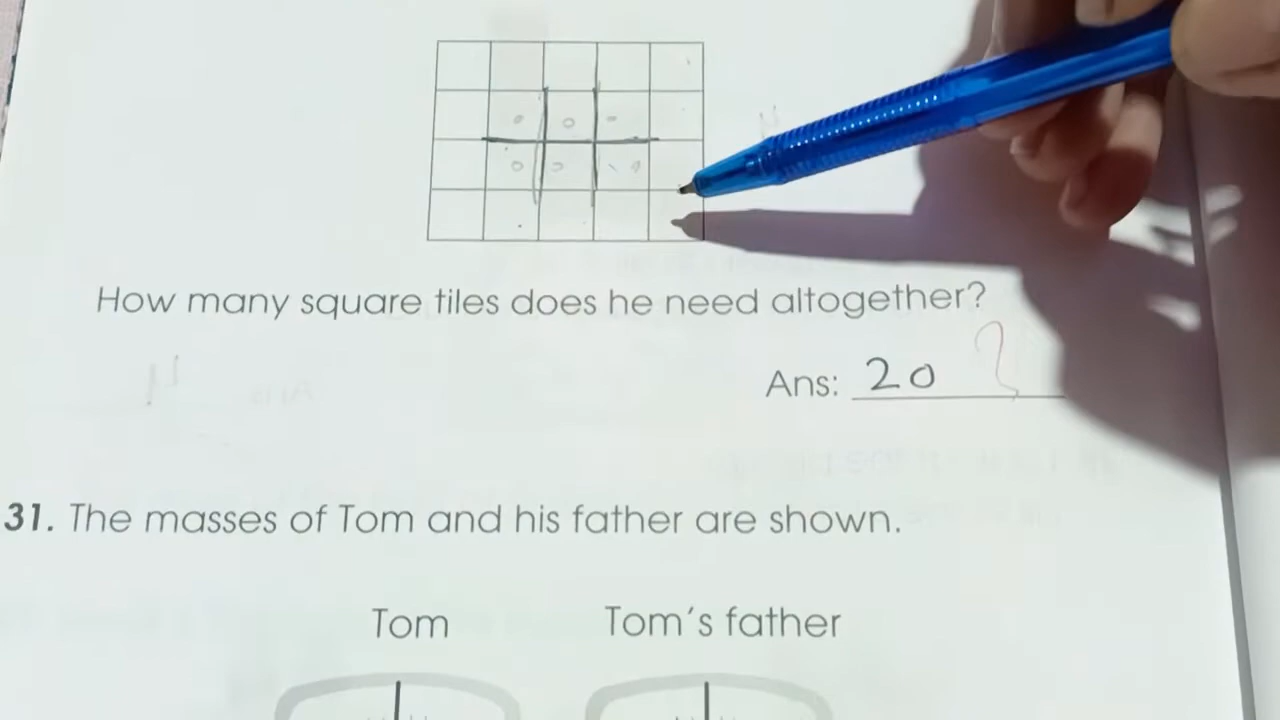 How many square tiles does he need altogether?
Ans: 20
31. The masses of Tom and his father are shown.
Tom Tom's father